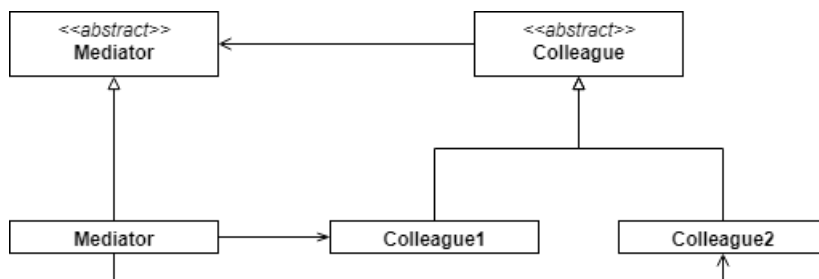 <<abstract>>
Mediator
<<abstract>>
Colleague
Mediator
Colleague1
Colleague2